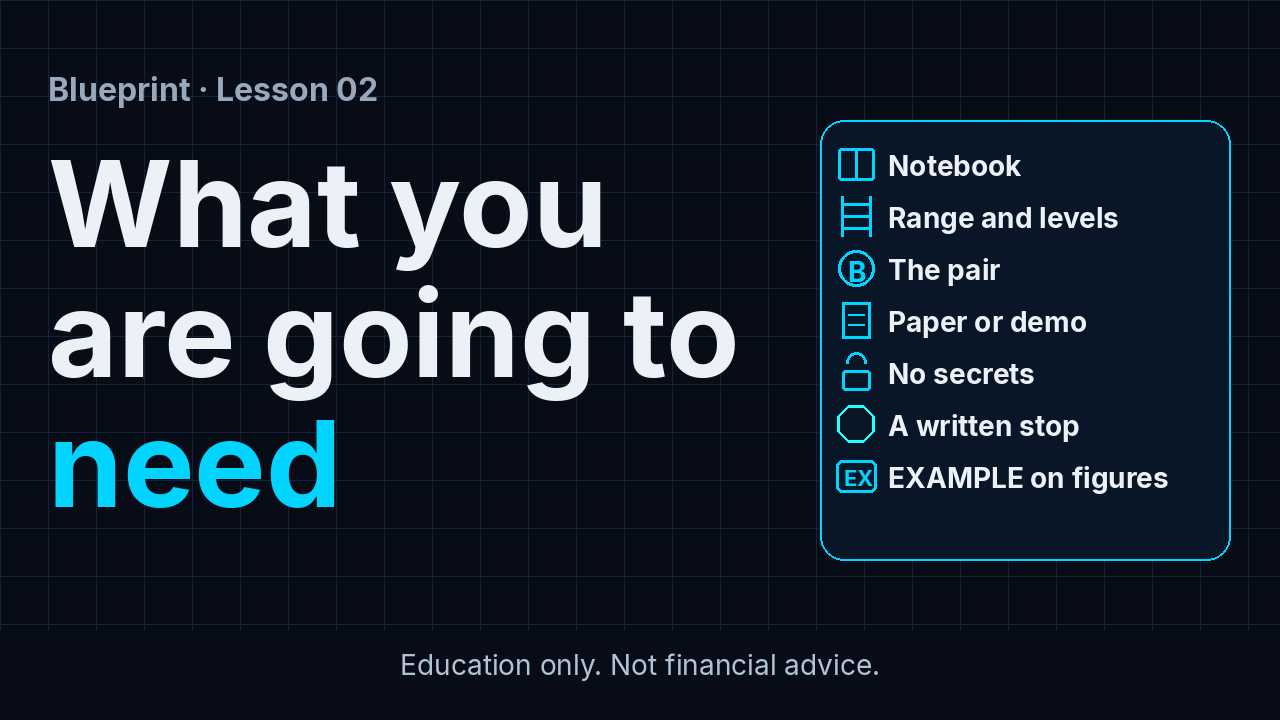 Blueprint · Lesson 02
What you
are going to
need
Notebook
Range and levels
B The pair
Paper or demo
No secrets
A written stop
EX EXAMPLE on figures
Education only. Not financial advice.